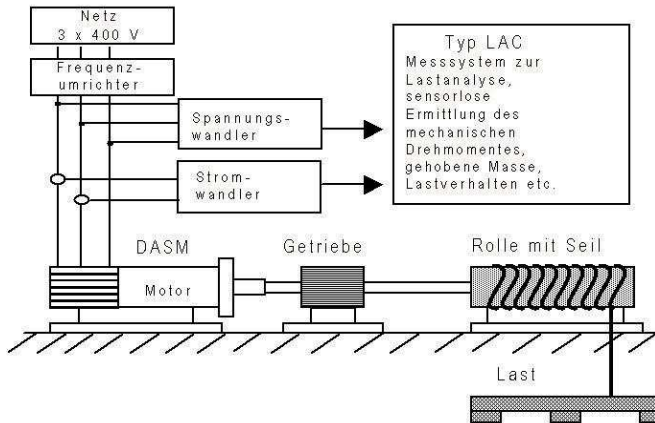 Netz
3 x 400 V
Frequenz-
umrichter
Spannungs-
wandler
Strom-
wandler
Typ LAC
Messsystem zur
Lastanalyse,
sensorlose
Ermittlung des
mechanischen
Drehmomentes,
gehobene Masse,
Lastverhalten etc.
DASM
Getriebe
Rolle mit Seil
Motor
Last